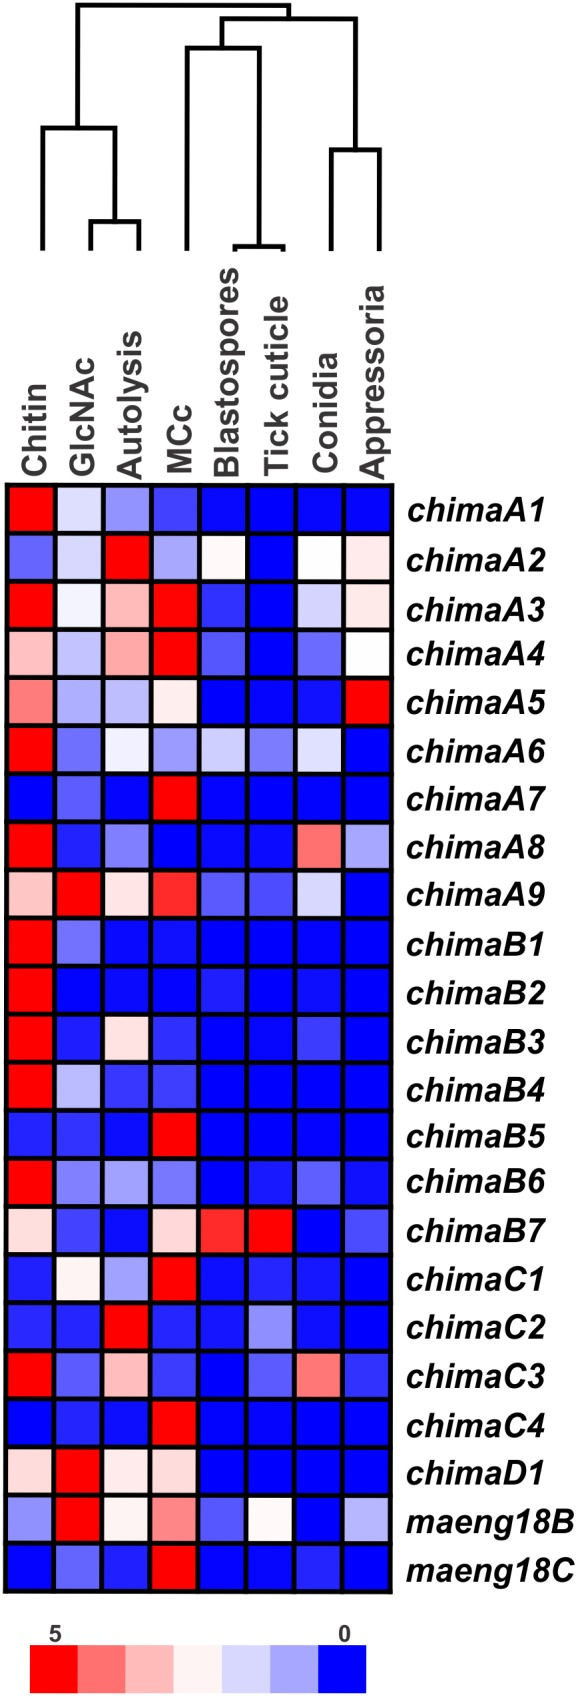 Chitin
GlcNAc
Autolysis
MCc
Blastospores
Tick cuticle
Conidia
Appressoria
chimaA1
chimaA2
chimaA3
chimaA4
chimaA5
chimaA6
chimaA7
chimaA8
chimaA9
chimaB1
chimaB2
chimaB3
chimaB4
chimaB5
chimaB6
chimaB7
chimaC1
chimaC2
chimaC3
chimaC4
chimaD1
maeng18B
maeng18C
5 0